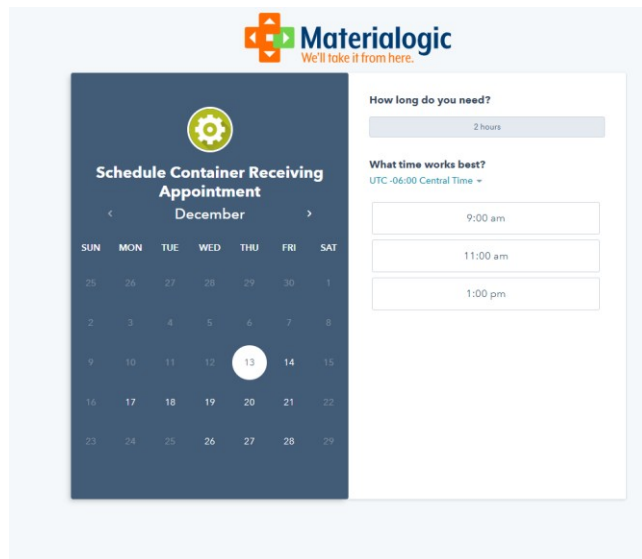 Materialogic
We'll take it from here.
Schedule Container Receiving
Appointment
< December >
SUN MON TUE WED THU FRI SAT
25 26 27 28 29 30 1
2 3 4 5 6 7 8
9 10 11 12 13 14 15
16 17 18 19 20 21 22
23 24 25 26 27 28 29
How long do you need?
2 hours
What time works best?
UTC -06:00 Central Time
9:00 am
11:00 am
1:00 pm